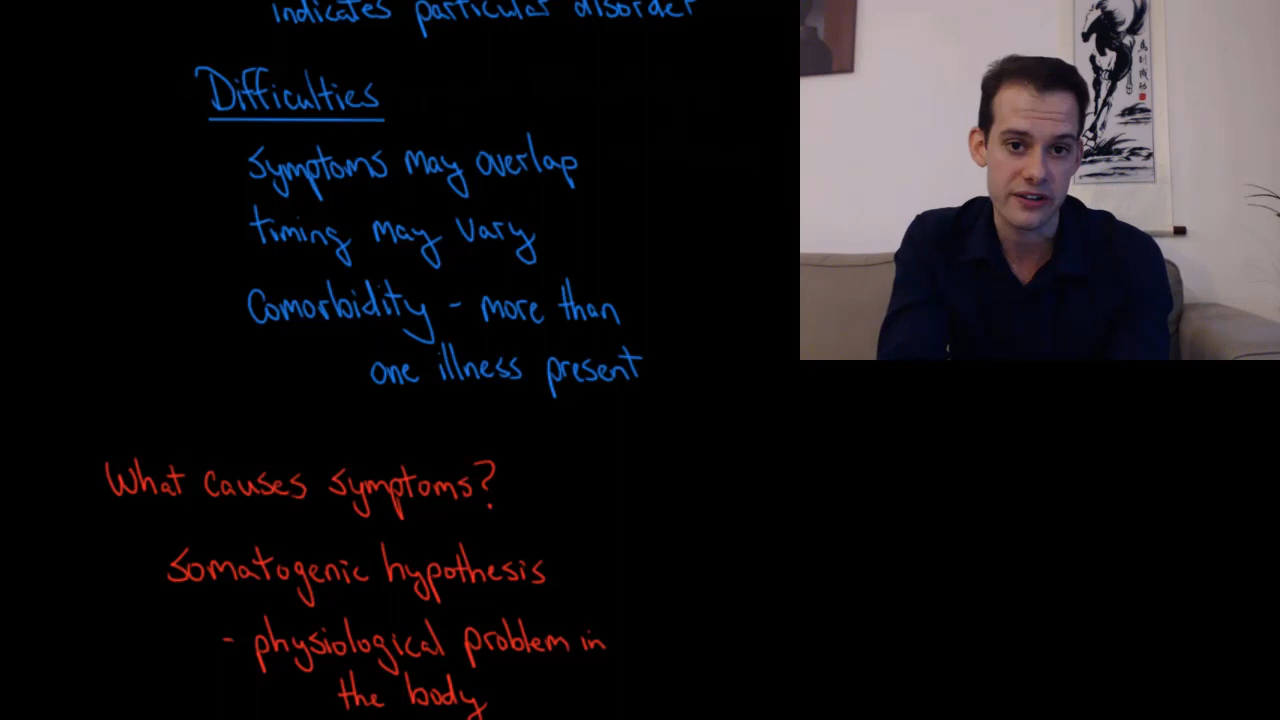 indicates particular disorder
Difficulties
symptoms may overlap
timing may vary
Comorbidity - more than
one illness present
What causes symptoms?
somatogenic hypothesis
- physiological problem in
the body